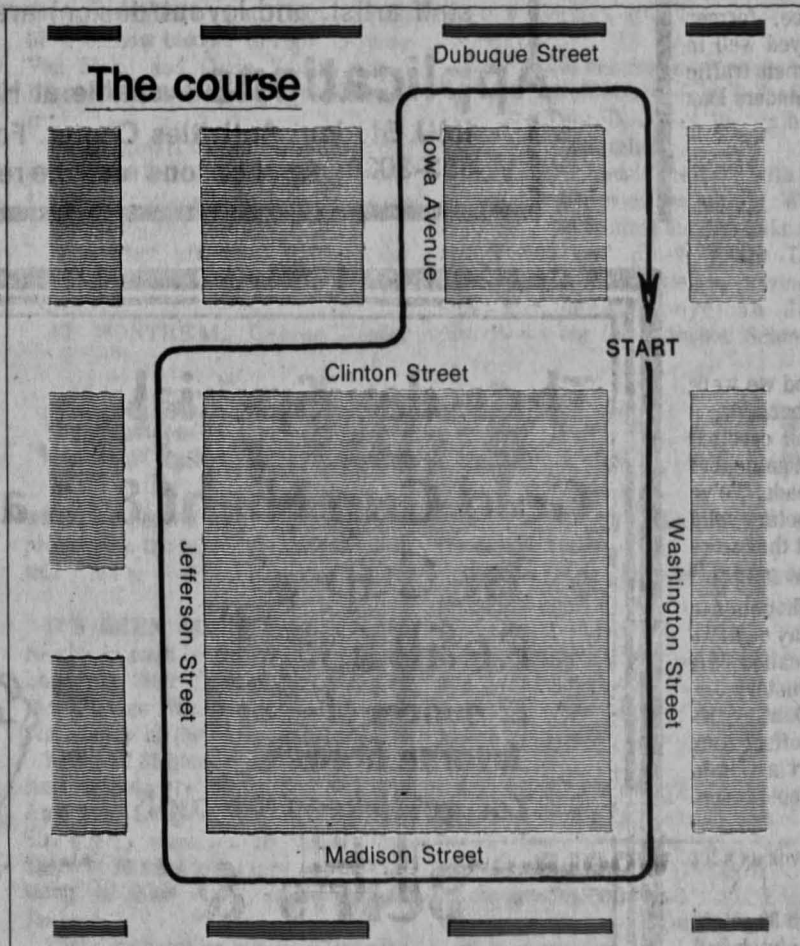 Dubuque Street
The course
Iowa Avenue
START
Clinton Street
Jefferson Street
Washington Street
Madison Street